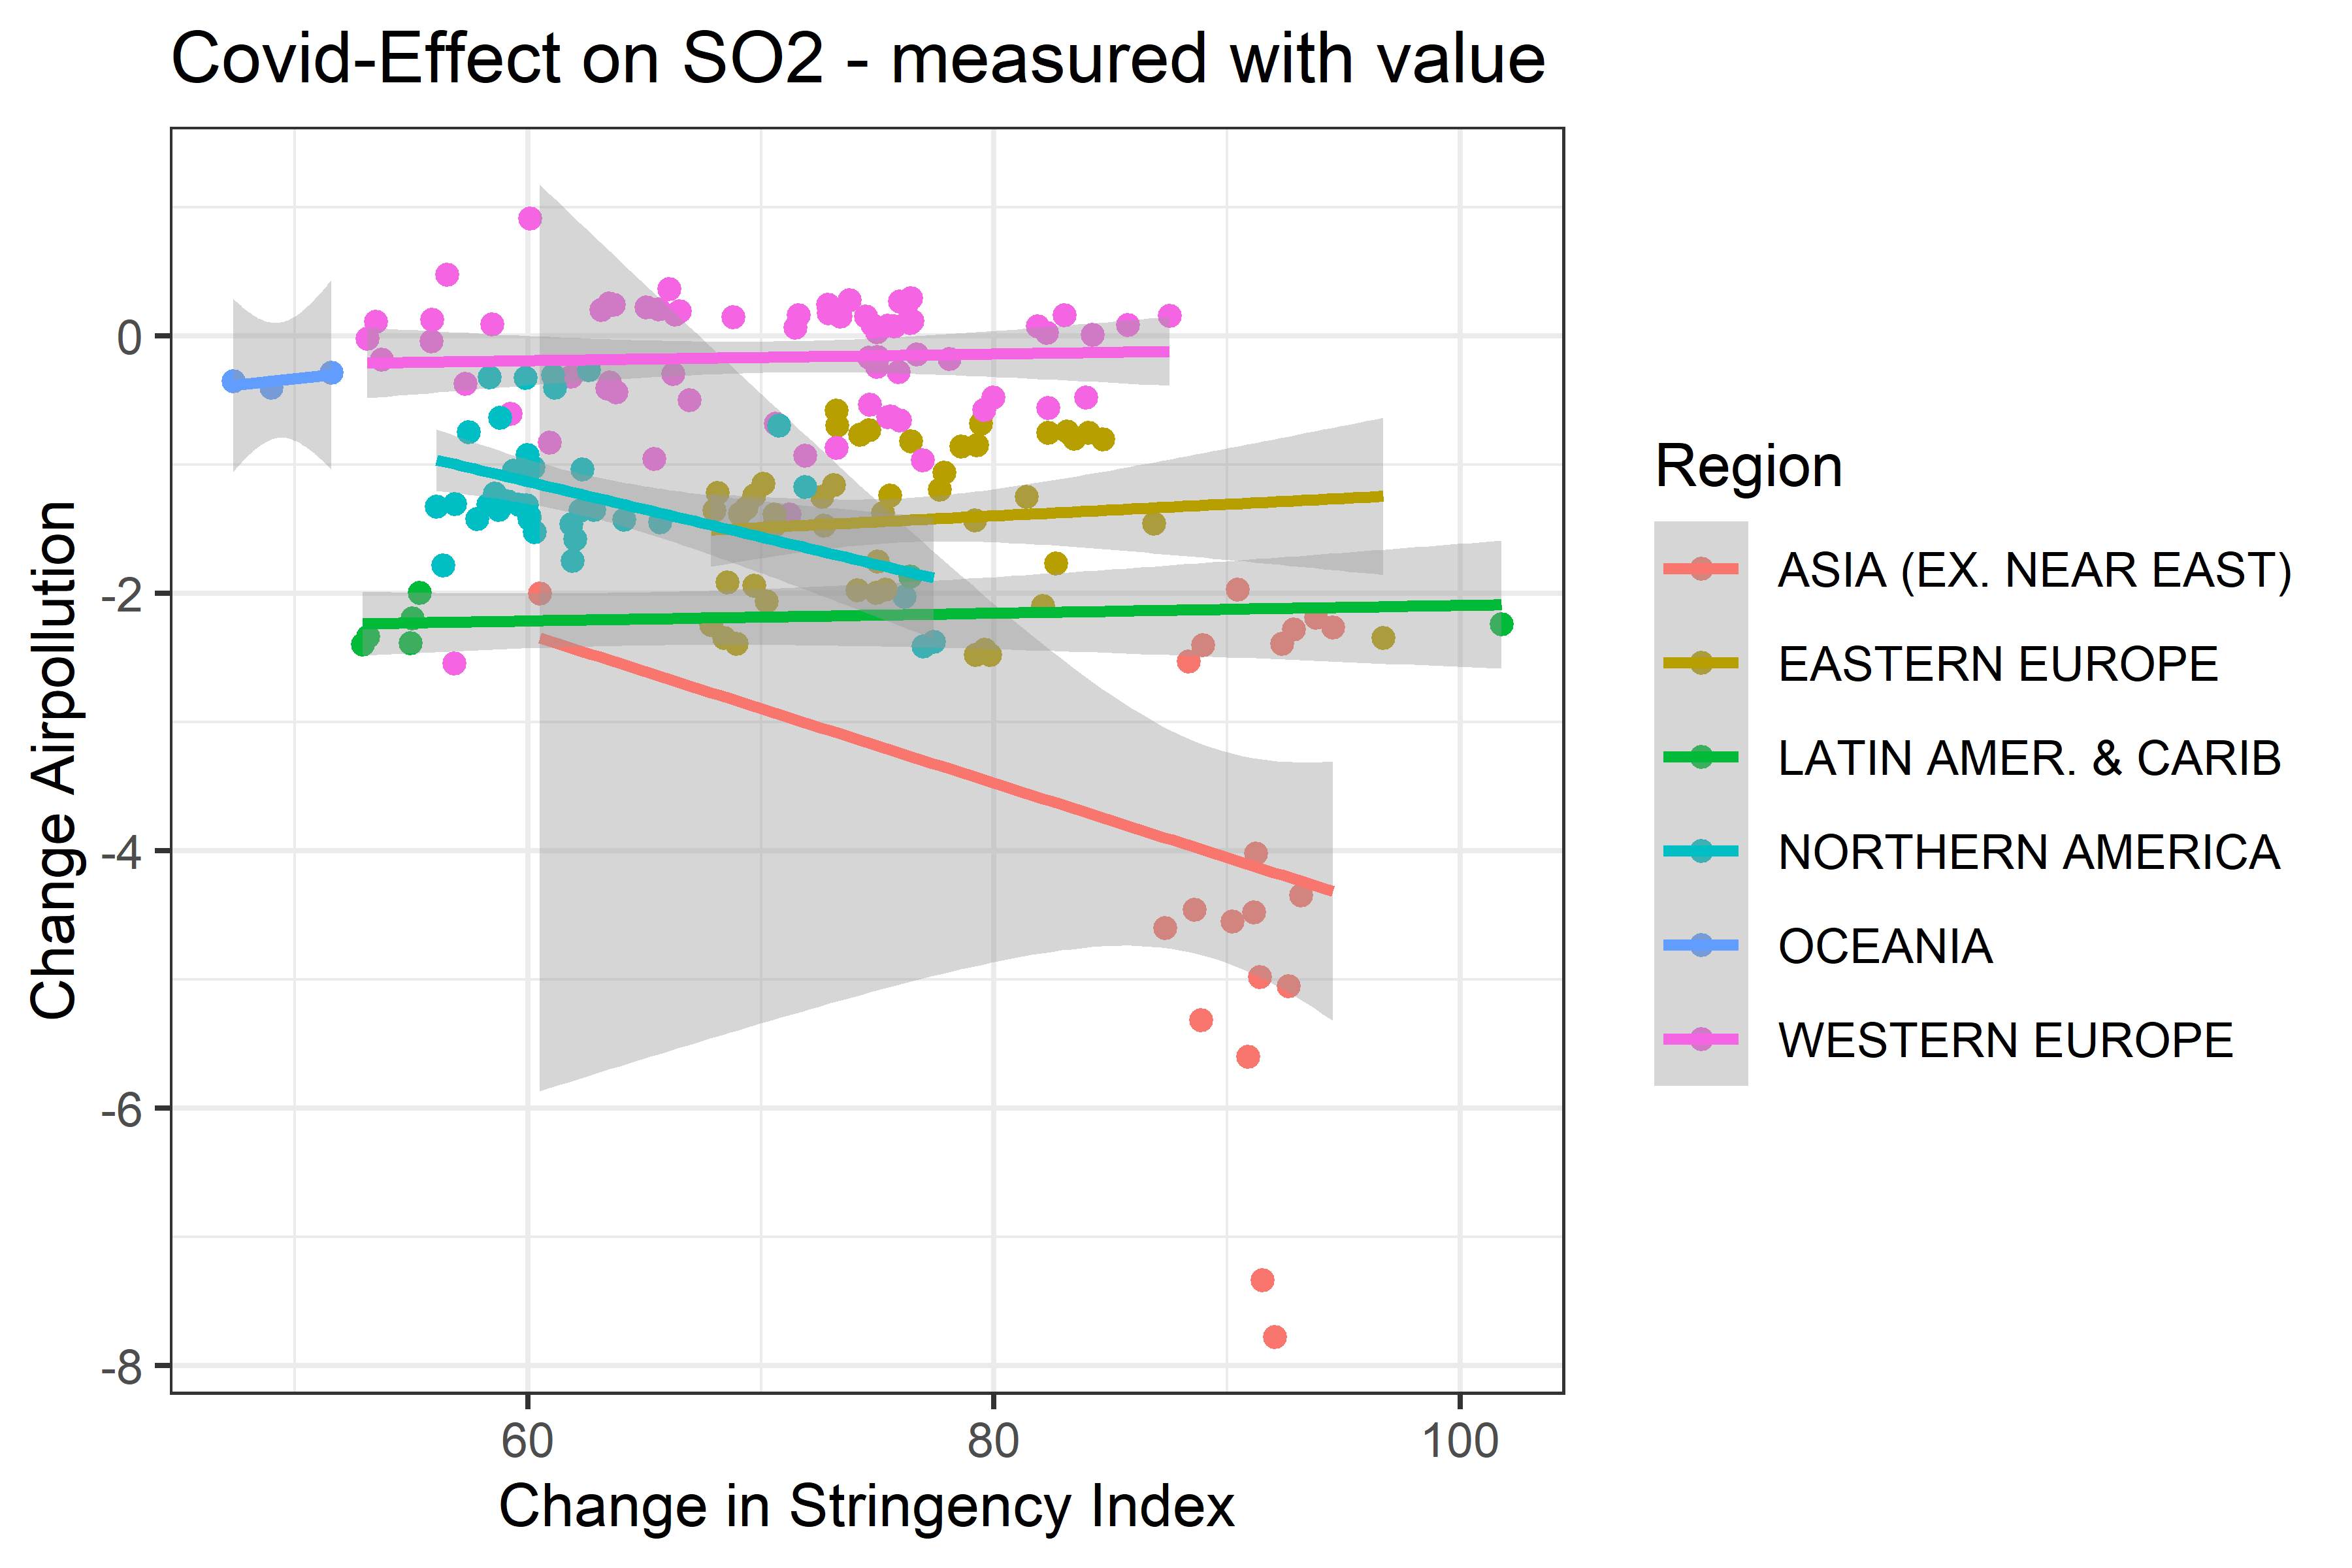 Covid-Effect on SO2 - measured with value
Change Airpollution
0
-2
-4
-6
-8
60
80
100
Change in Stringency Index
Region
ASIA (EX. NEAR EAST)
EASTERN EUROPE
LATIN AMER. & CARIB
NORTHERN AMERICA
OCEANIA
WESTERN EUROPE